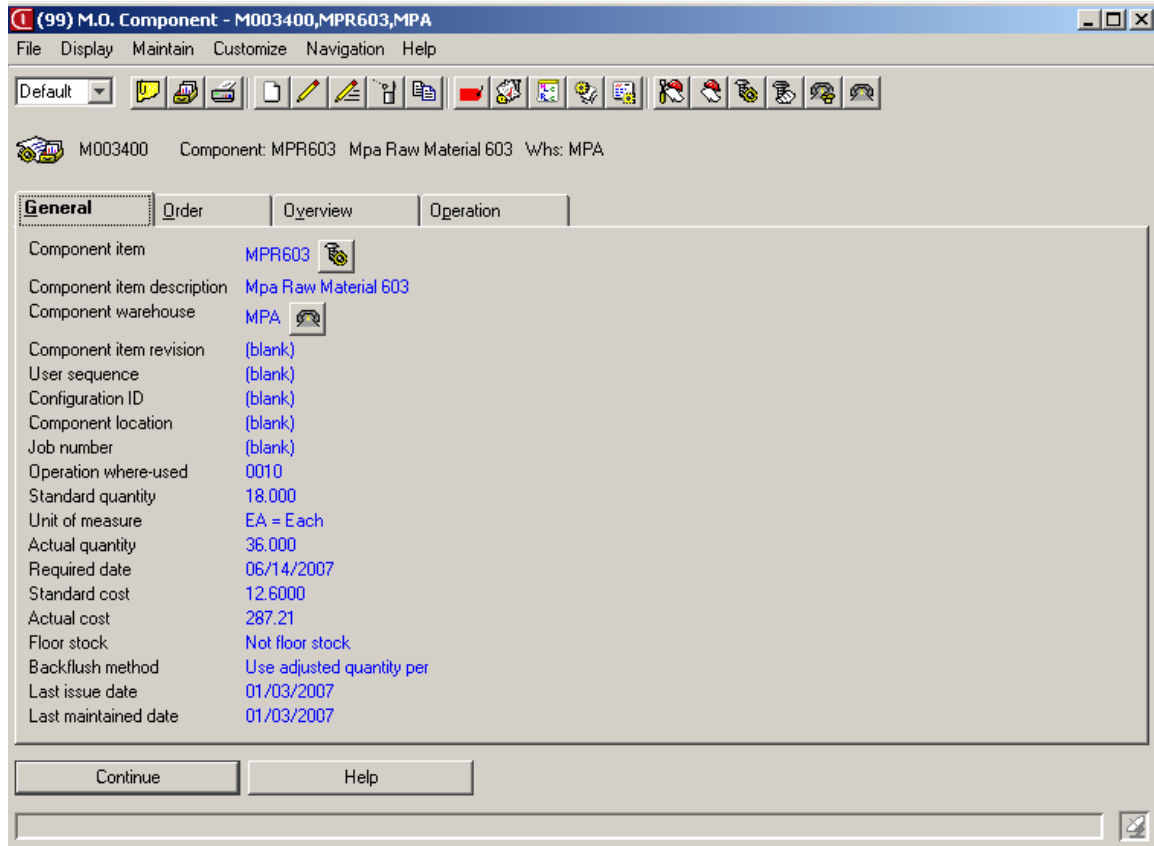 (99) M.O. Component - M003400,MPR603,MPA
File Display Maintain Customize Navigation Help
Default
M003400 Component: MPR603 Mpa Raw Material 603 Whs: MPA
General Order Overview Operation
Component item MPR603
Component item description Mpa Raw Material 603
Component warehouse MPA
Component item revision (blank)
User sequence (blank)
Configuration ID (blank)
Component location (blank)
Job number (blank)
Operation where-used 0010
Standard quantity 18.000
Unit of measure EA = Each
Actual quantity 36.000
Required date 06/14/2007
Standard cost 12.6000
Actual cost 287.21
Floor stock Not floor stock
Backflush method Use adjusted quantity per
Last issue date 01/03/2007
Last maintained date 01/03/2007
Continue Help